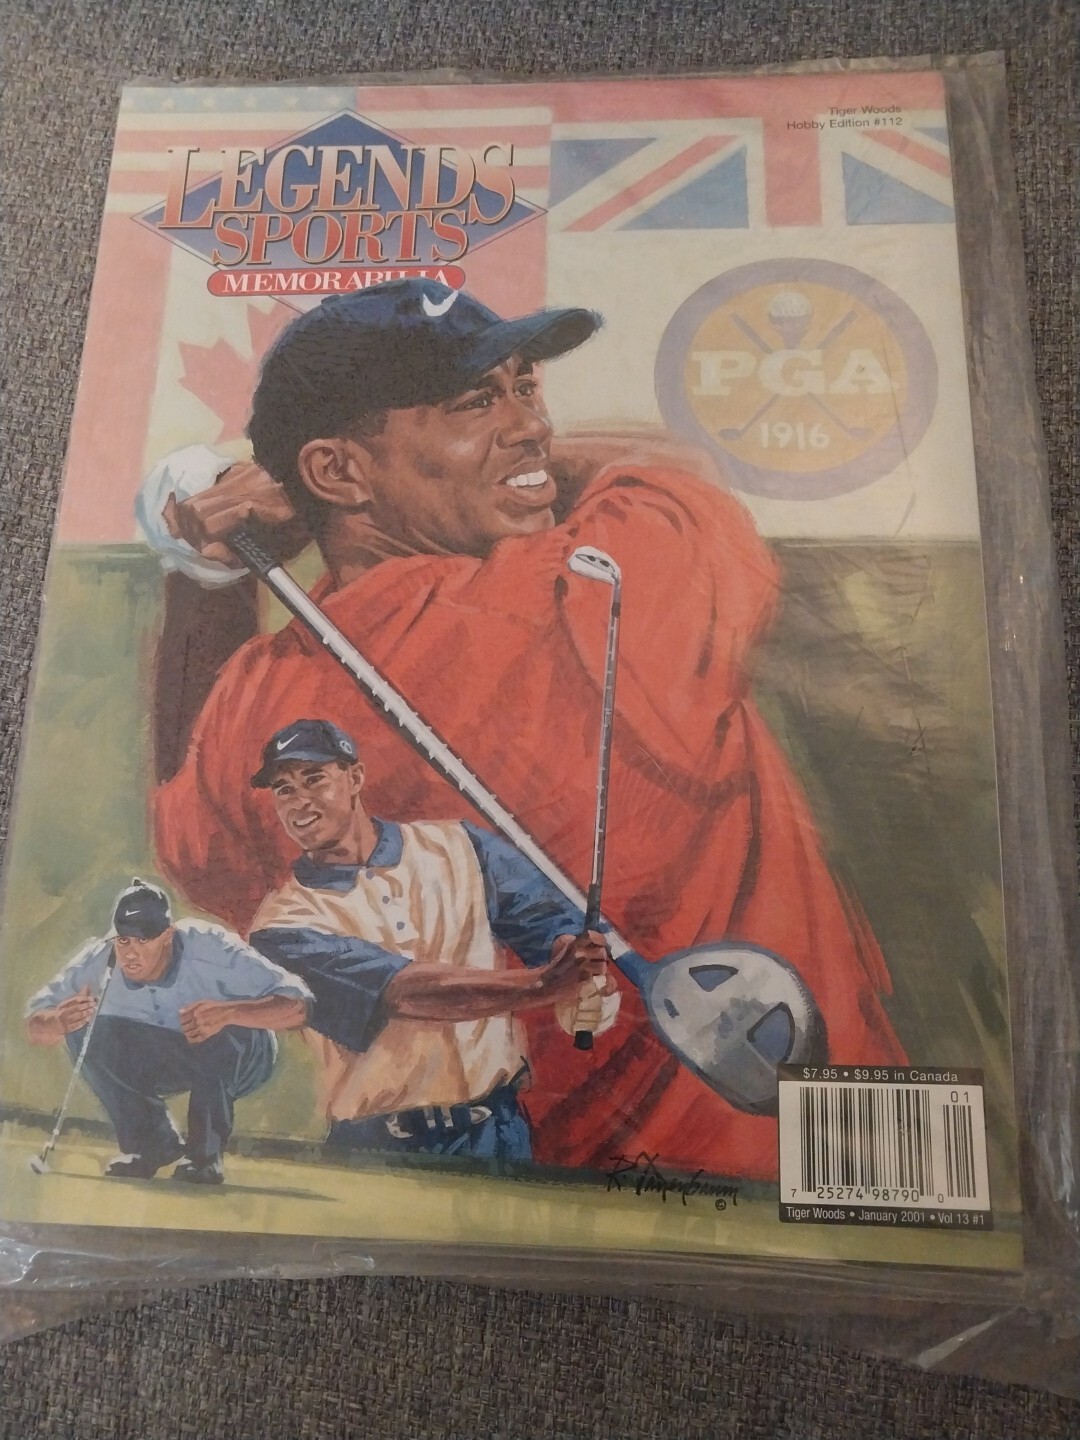 Tiger Woods
Hobby Edition #112
LEGENDS
SPORTS
MEMORABILIA
PGA
1916
$7.95 • $9.95 in Canada
01
7 25274 98790 0
Tiger Woods • January 2001 • Vol 13 #1